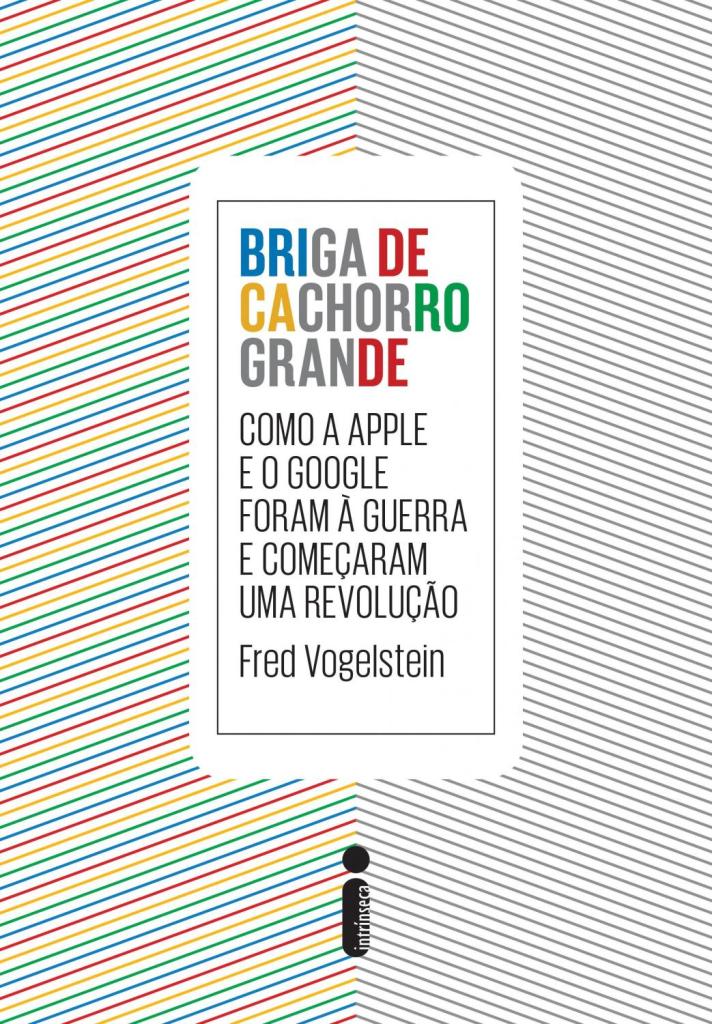 BRIGA DE
CACHORRO
GRANDE
COMO A APPLE
E O GOOGLE
FORAM À GUERRA
E COMEÇARAM
UMA REVOLUÇÃO
Fred Vogelstein
intrínseca